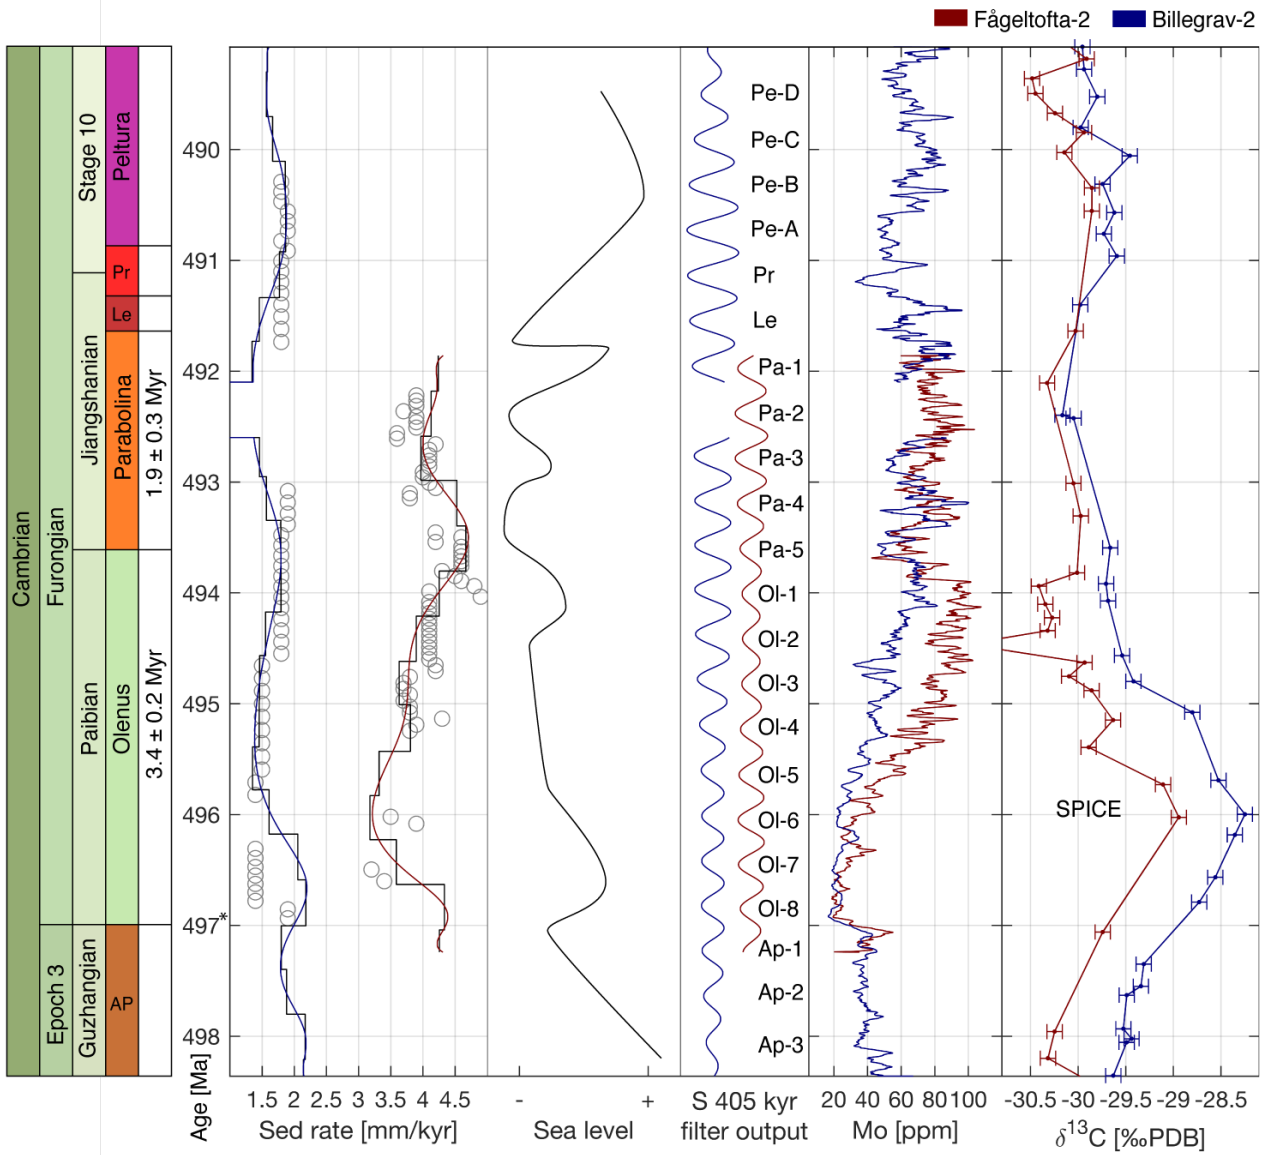 Fågeltofta-2 Billegrav-2
Cambrian
Furongian
Epoch 3
Stage 10
Jiangshanian
Paibian
Guzhangian
Peltura
Pr
Le
Parabolina
Olenus
AP
1.9 ± 0.3 Myr
3.4 ± 0.2 Myr
490
491
492
493
494
495
496
497*
498
Age [Ma]
Pe-D
Pe-C
Pe-B
Pe-A
Pr
Le
Pa-1
Pa-2
Pa-3
Pa-4
Pa-5
Ol-1
Ol-2
Ol-3
Ol-4
Ol-5
Ol-6
Ol-7
Ol-8
Ap-1
Ap-2
Ap-3
SPICE
1.5 2 2.5 3 3.5 4 4.5
Sed rate [mm/kyr]
- +
Sea level
S 405 kyr
filter output
20 40 60 80 100
Mo [ppm]
-30.5 -30 -29.5 -29 -28.5
δ¹³C [‰PDB]